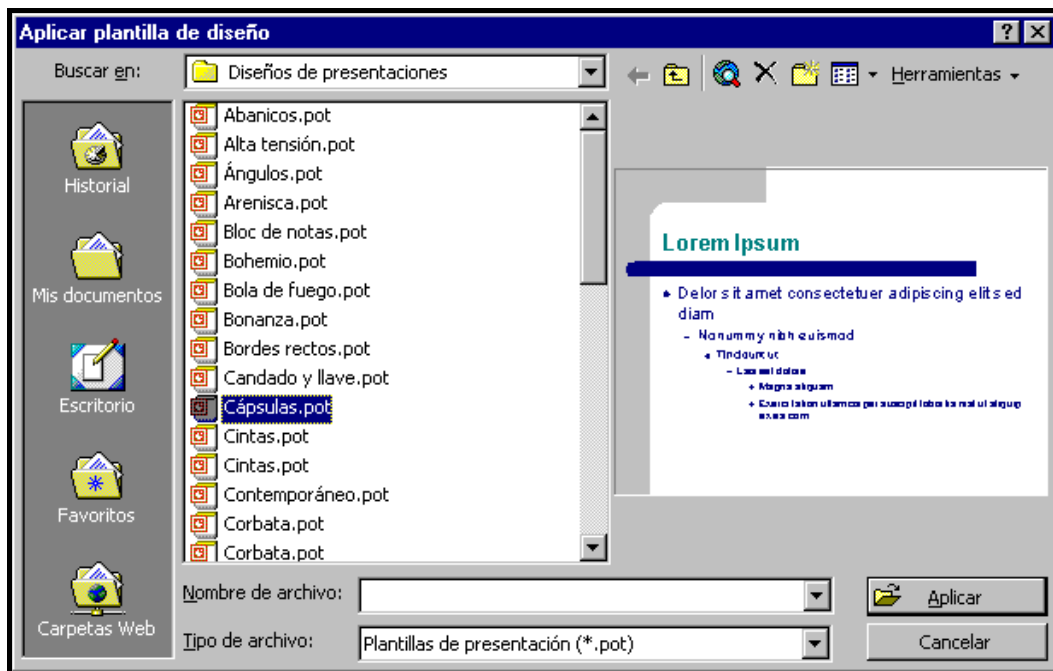 Aplicar plantilla de diseño
Buscar en:
Diseños de presentaciones
Herramientas
Historial
Mis documentos
Escritorio
Favoritos
Carpetas Web
Abanicos.pot
Alta tensión.pot
Ángulos.pot
Arenisca.pot
Bloc de notas.pot
Bohemio.pot
Bola de fuego.pot
Bonanza.pot
Bordes rectos.pot
Candado y llave.pot
Cápsulas.pot
Cintas.pot
Cintas.pot
Contemporáneo.pot
Corbata.pot
Corbata.pot
Lorem Ipsum
Delor sit amet consectetuer adipiscing elit sed
diam
Nonummy nibh euismod
Magna aliquam
Nombre de archivo:
Aplicar
Tipo de archivo:
Plantillas de presentación (*.pot)
Cancelar